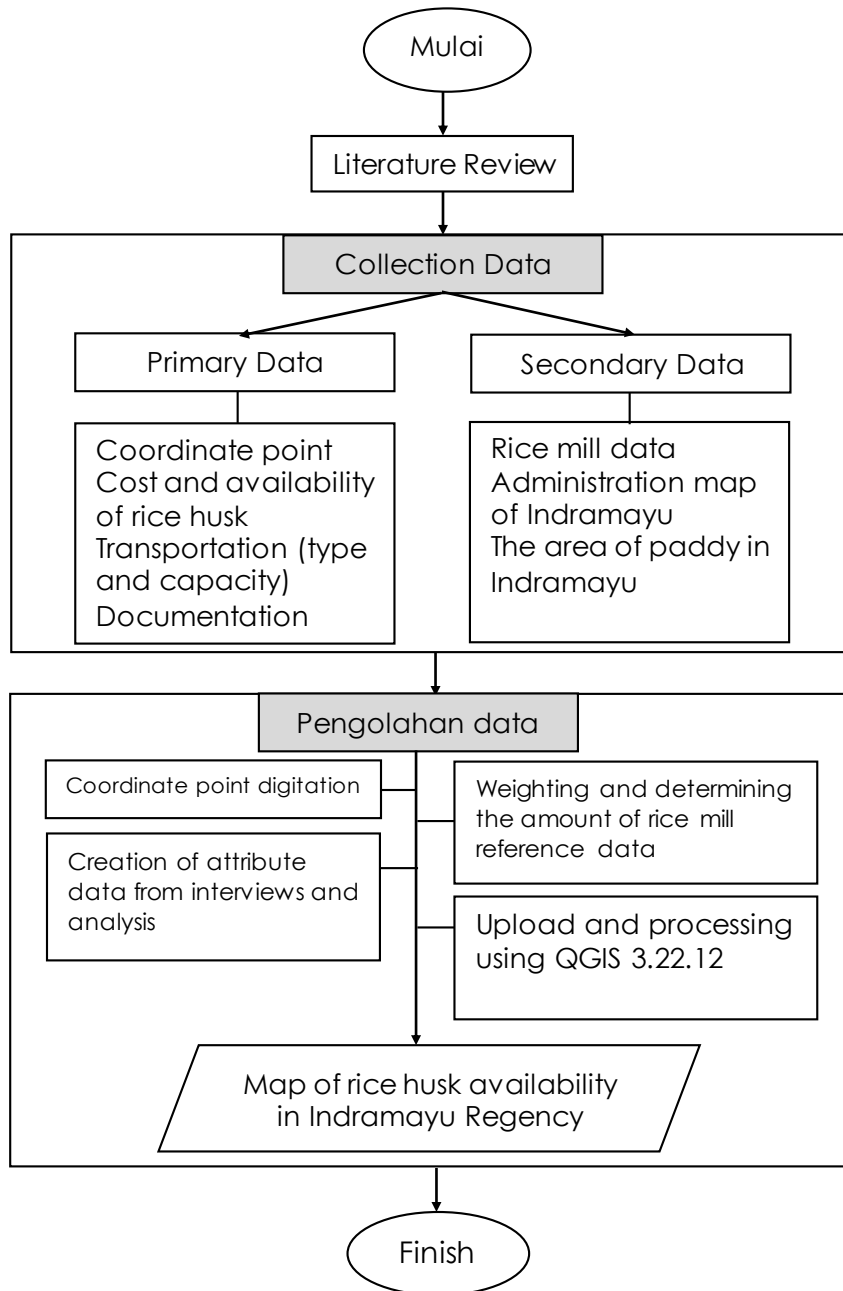 Mulai
Literature Review
Collection Data
Primary Data
Secondary Data
Coordinate point
Cost and availability
of rice husk
Transportation (type
and capacity)
Documentation
Rice mill data
Administration map
of Indramayu
The area of paddy in
Indramayu
Pengolahan data
Coordinate point digitation
Weighting and determining
the amount of rice mill
reference data
Creation of attribute
data from interviews and
analysis
Upload and processing
using QGIS 3.22.12
Map of rice husk availability
in Indramayu Regency
Finish